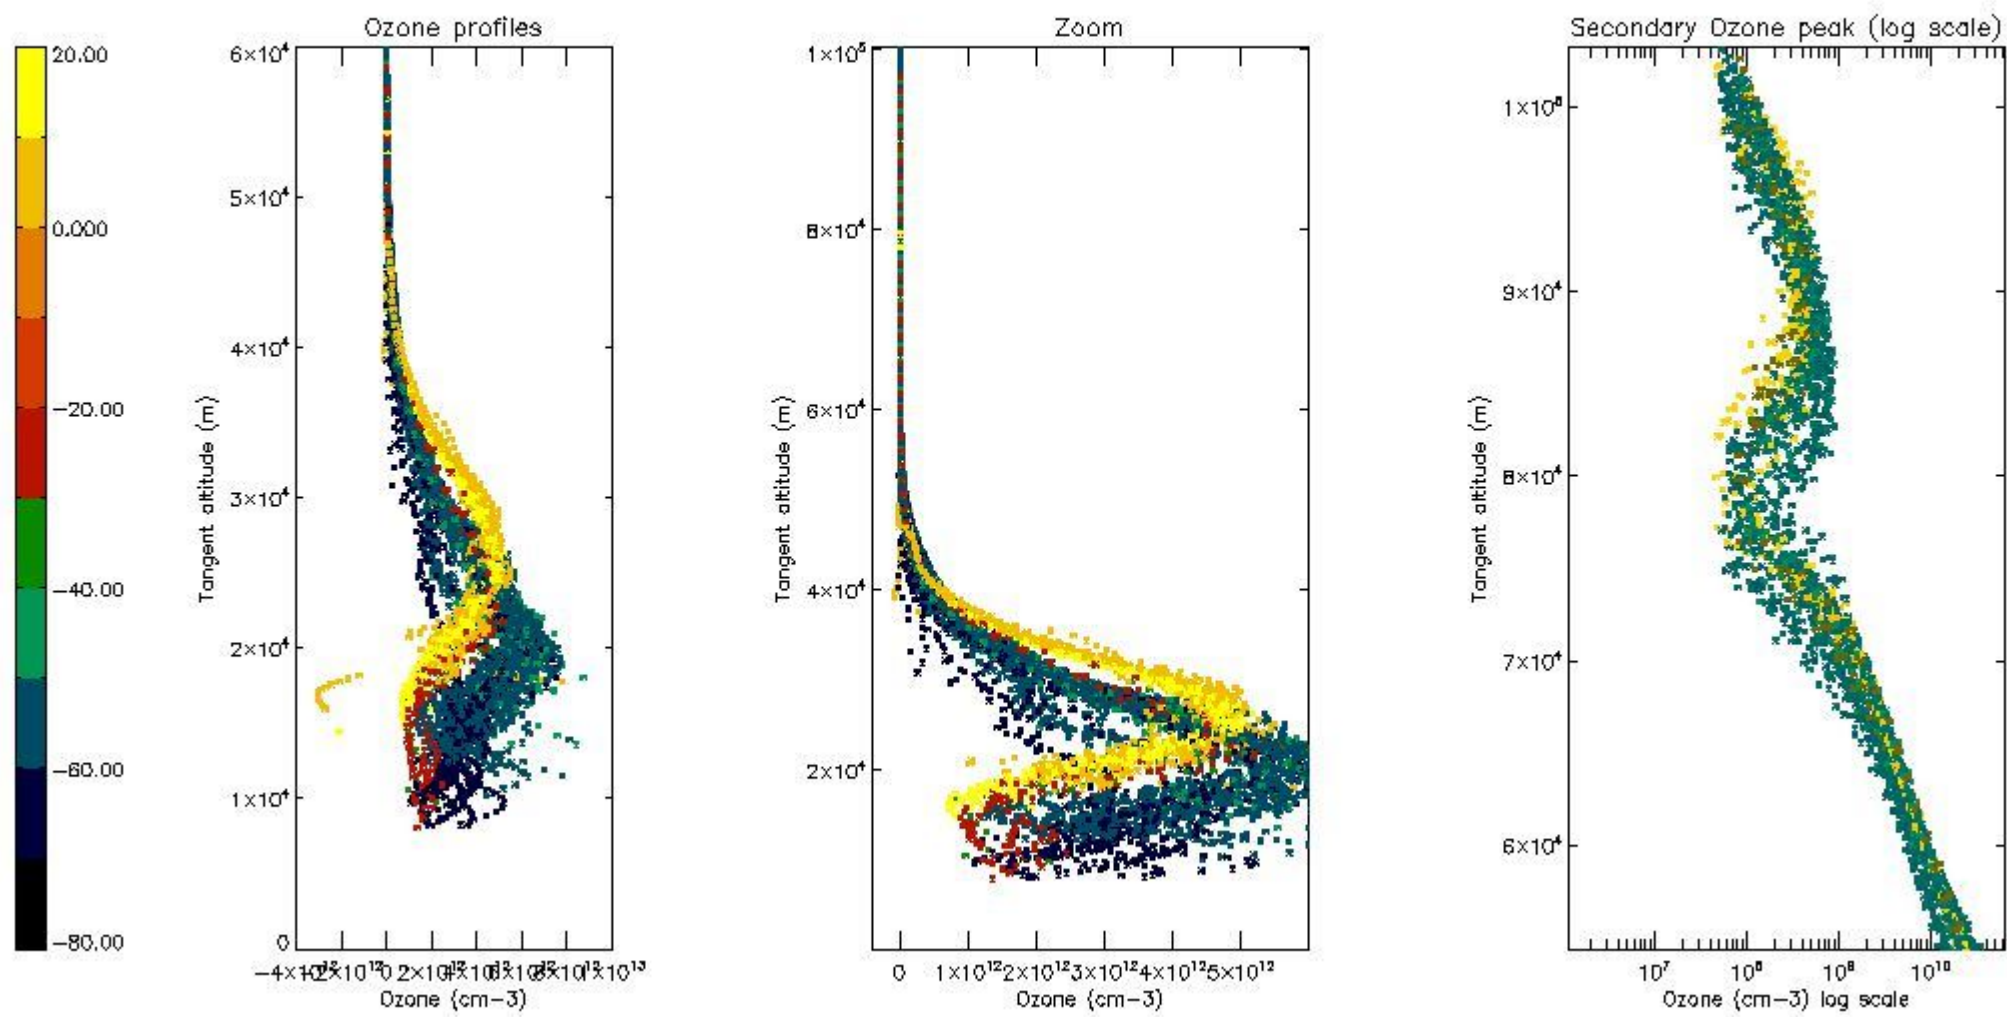 Ozone profiles
Zoom
Secondary Ozone peak (log scale)
20.00
0.000
−20.00
−40.00
−60.00
−80.00
6×10⁴
5×10⁴
4×10⁴
3×10⁴
2×10⁴
1×10⁴
0
Tangent altitude (m)
Ozone (cm−3)
1×10⁵
8×10⁴
6×10⁴
4×10⁴
2×10⁴
Tangent altitude (m)
0 1×10¹² 2×10¹² 3×10¹² 4×10¹² 5×10¹²
Ozone (cm−3)
9×10⁴
8×10⁴
7×10⁴
6×10⁴
Tangent altitude (m)
10⁷ 10⁸ 10⁹ 10¹⁰
Ozone (cm−3) log scale